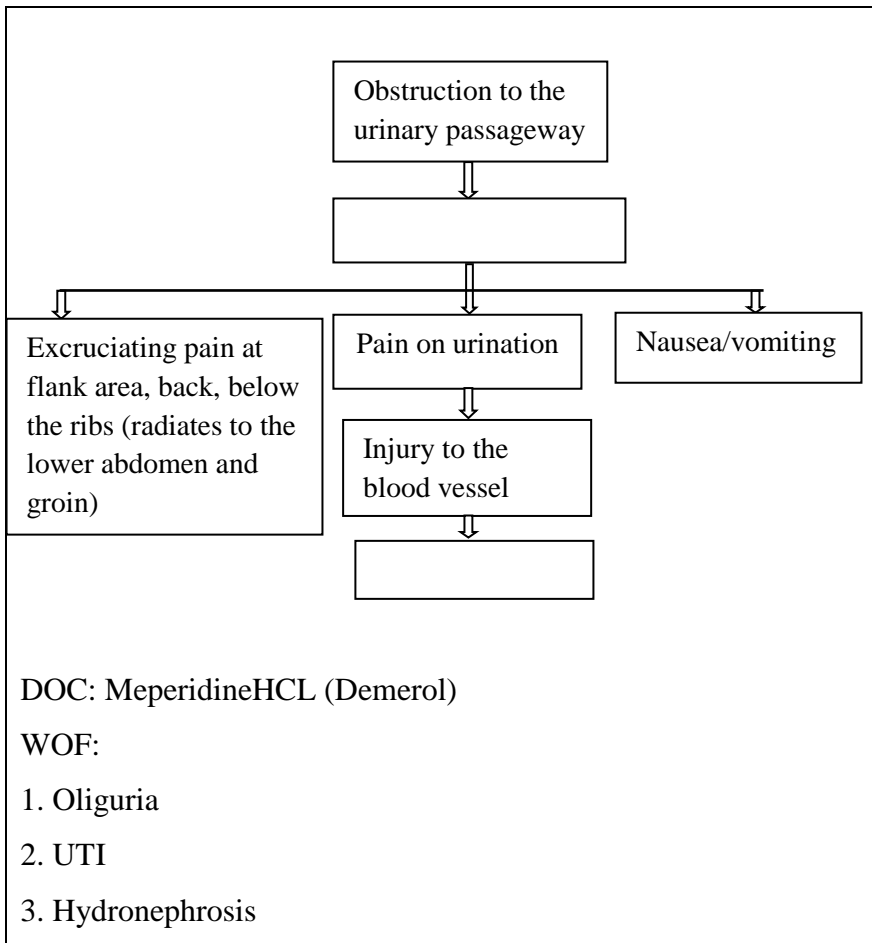 Obstruction to the
urinary passageway
Excruciating pain at
flank area, back, below
the ribs (radiates to the
lower abdomen and
groin)
Pain on urination
Nausea/vomiting
Injury to the
blood vessel
DOC: MeperidineHCL (Demerol)
WOF:
1. Oliguria
2. UTI
3. Hydronephrosis